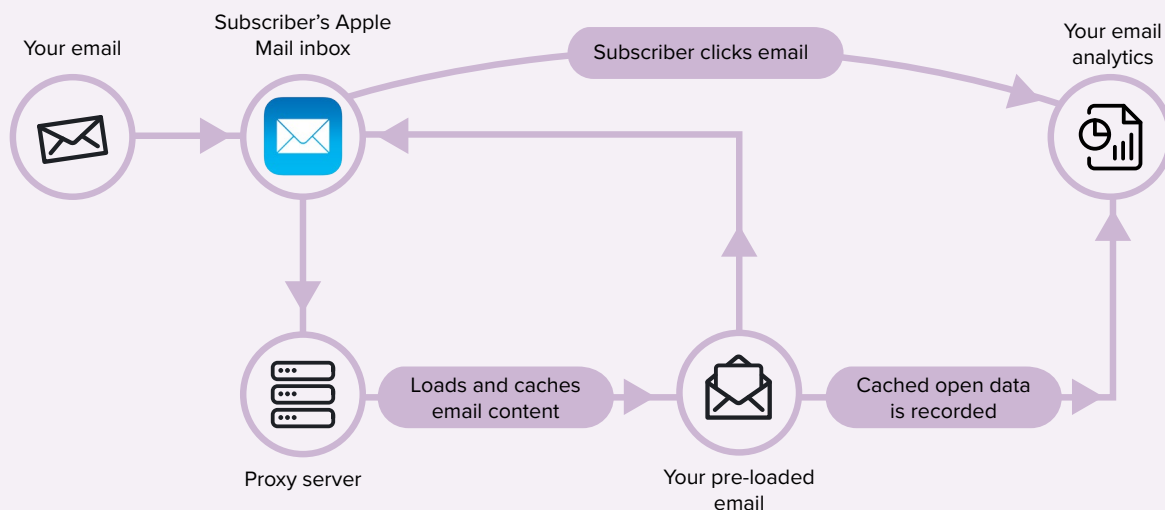 Your email
Subscriber’s Apple
Mail inbox
Subscriber clicks email
Your email
analytics
Loads and caches
email content
Cached open data
is recorded
Proxy server
Your pre-loaded
email